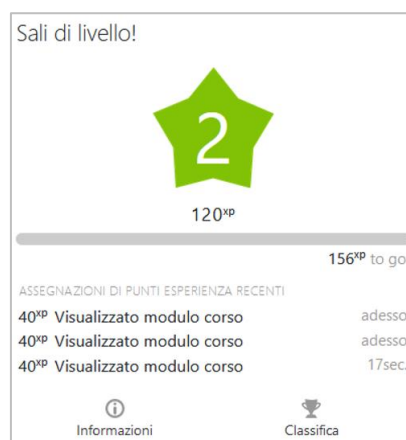 Sali di livello!
2
120xp
156xp to go
ASSEGNAZIONI DI PUNTI ESPERIENZA RECENTI
40xp Visualizzato modulo corso adesso
40xp Visualizzato modulo corso adesso
40xp Visualizzato modulo corso 17sec.
Informazioni Classifica